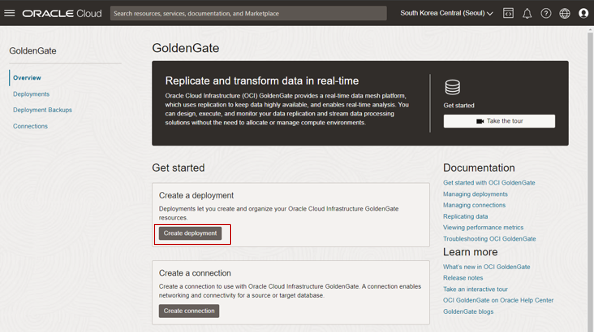 ORACLE Cloud
Search resources, services, documentation, and Marketplace
South Korea Central (Seoul)
GoldenGate
Overview
Deployments
Deployment Backups
Connections
GoldenGate
Replicate and transform data in real-time
Oracle Cloud Infrastructure (OCI) GoldenGate provides a real-time data mesh platform,
which uses replication to keep data highly available, and enables real-time analysis. You
can design, execute, and monitor your data replication and stream data processing
solutions without the need to allocate or manage compute environments.
Get started
Take the tour
Get started
Create a deployment
Deployments let you create and organize your Oracle Cloud Infrastructure GoldenGate
resources.
Create deployment
Create a connection
Create a connection to use with Oracle Cloud Infrastructure GoldenGate. A connection enables
networking and connectivity for a source or target database.
Create connection
Documentation
Get started with OCI GoldenGate
Managing deployments
Managing connections
Replicating data
Viewing performance metrics
Troubleshooting OCI GoldenGate
Learn more
What's new in OCI GoldenGate
Release notes
Take an interactive tour
OCI GoldenGate on Oracle Help Center
GoldenGate blogs